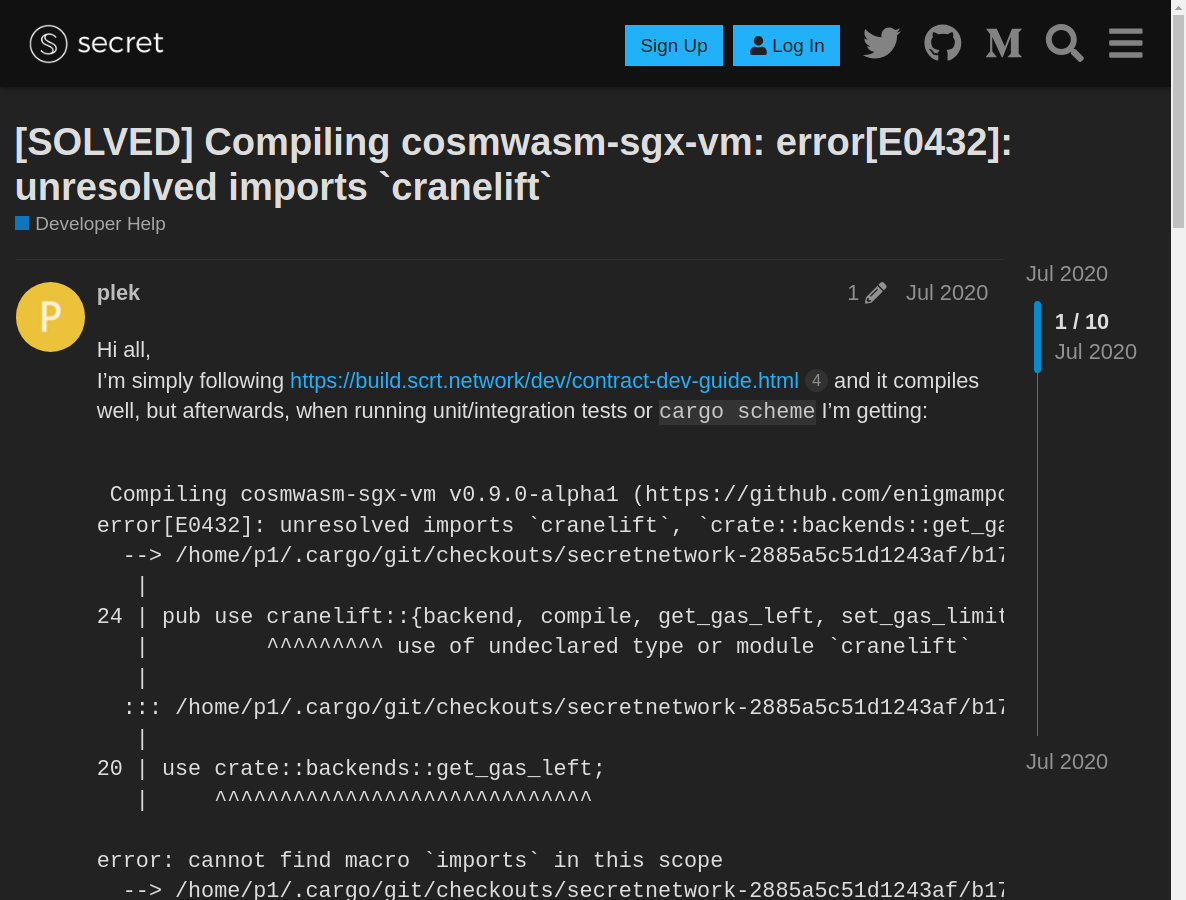 secret
Sign Up
Log In
[SOLVED] Compiling cosmwasm-sgx-vm: error[E0432]:
unresolved imports `cranelift`
Developer Help
Jul 2020
P
plek
1
Jul 2020
1 / 10
Jul 2020
Hi all,
I’m simply following https://build.scrt.network/dev/contract-dev-guide.html 4 and it compiles
well, but afterwards, when running unit/integration tests or cargo scheme I’m getting:
Compiling cosmwasm-sgx-vm v0.9.0-alpha1 (https://github.com/enigmampc
error[E0432]: unresolved imports `cranelift`, `crate::backends::get_ga
--> /home/p1/.cargo/git/checkouts/secretnetwork-2885a5c51d1243af/b17
|
24 | pub use cranelift::{backend, compile, get_gas_left, set_gas_limit
| ^^^^^^^^^ use of undeclared type or module `cranelift`
|
::: /home/p1/.cargo/git/checkouts/secretnetwork-2885a5c51d1243af/b17
|
20 | use crate::backends::get_gas_left;
| ^^^^^^^^^^^^^^^^^^^^^^^^^^^^^
Jul 2020
error: cannot find macro `imports` in this scope
--> /home/p1/.cargo/git/checkouts/secretnetwork-2885a5c51d1243af/b17